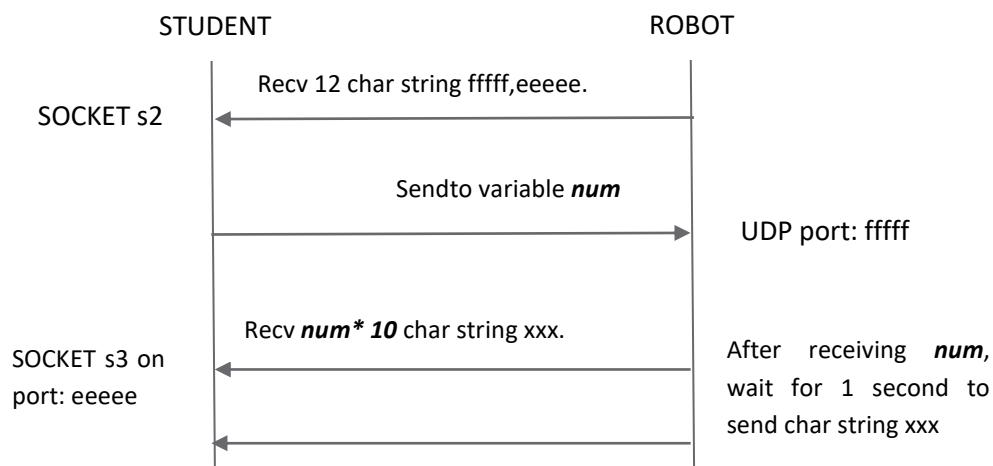 STUDENT ROBOT
Recv 12 char string fffff,eeeee.
SOCKET s2
Sendto variable num
UDP port: fffff
Recv num* 10 char string xxx.
SOCKET s3 on
port: eeeee
After receiving num,
wait for 1 second to
send char string xxx